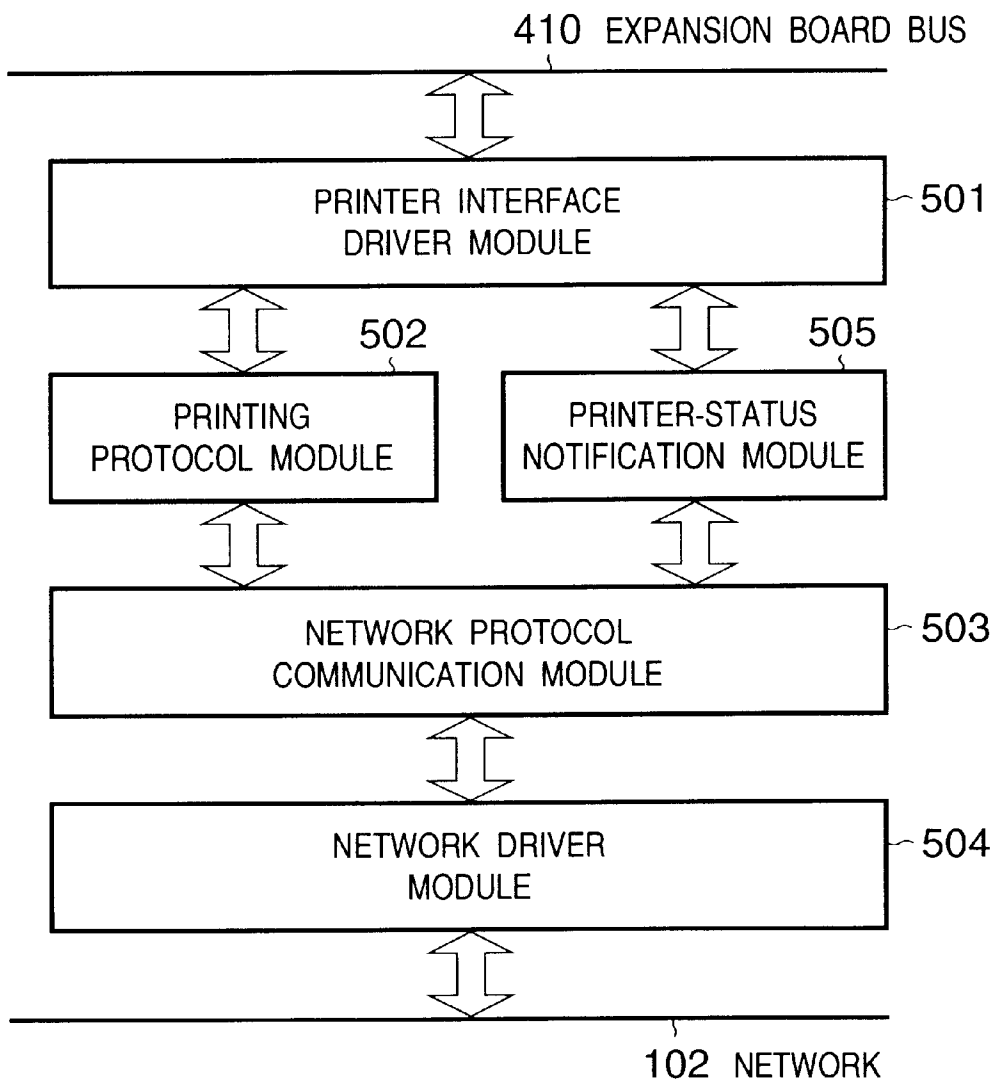 410 EXPANSION BOARD BUS
PRINTER INTERFACE
DRIVER MODULE
501
502
505
PRINTING
PROTOCOL MODULE
PRINTER-STATUS
NOTIFICATION MODULE
NETWORK PROTOCOL
COMMUNICATION MODULE
503
NETWORK DRIVER
MODULE
504
102 NETWORK